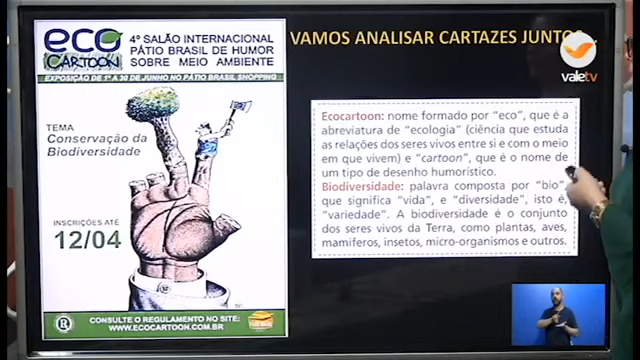 VAMOS ANALISAR CARTAZES JUNTOS
valetv
eco
CARTOON
4º SALÃO INTERNACIONAL
PÁTIO BRASIL DE HUMOR
SOBRE MEIO AMBIENTE
EXPOSIÇÃO DE 1º A 30 DE JUNHO NO PÁTIO BRASIL SHOPPING
TEMA
Conservação da
Biodiversidade
INSCRIÇÕES ATÉ
12/04
CONSULTE O REGULAMENTO NO SITE:
WWW.ECOCARTOON.COM.BR
Ecocartoon: nome formado por “eco”, que é a
abreviatura de “ecologia” (ciência que estuda
as relações dos seres vivos entre si e com o meio
em que vivem) e “cartoon”, que é o nome de
um tipo de desenho humorístico.
Biodiversidade: palavra composta por “bio”
que significa “vida”, e “diversidade”, isto é,
“variedade”. A biodiversidade é o conjunto
dos seres vivos da Terra, como plantas, aves,
mamíferos, insetos, micro-organismos e outros.